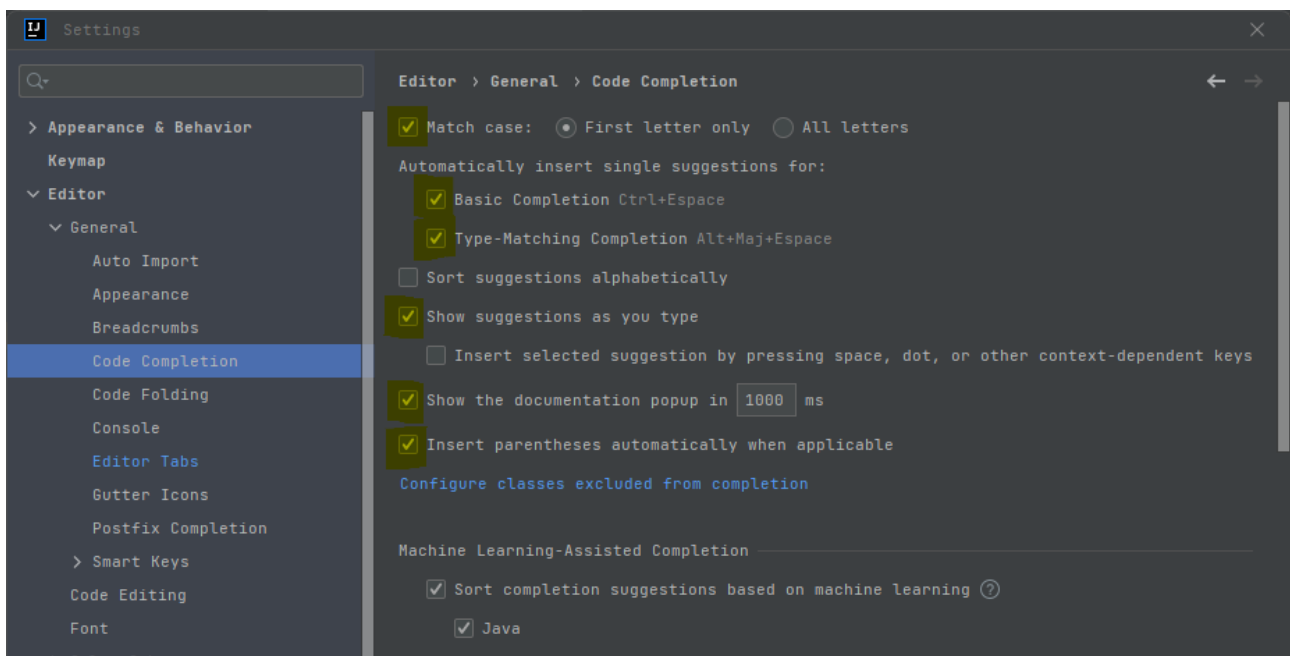 IJ Settings
Editor › General › Code Completion
Appearance & Behavior
Keymap
Editor
General
Auto Import
Appearance
Breadcrumbs
Code Completion
Code Folding
Console
Editor Tabs
Gutter Icons
Postfix Completion
Smart Keys
Code Editing
Font
Match case: First letter only All letters
Automatically insert single suggestions for:
Basic Completion Ctrl+Espace
Type-Matching Completion Alt+Maj+Espace
Sort suggestions alphabetically
Show suggestions as you type
Insert selected suggestion by pressing space, dot, or other context-dependent keys
Show the documentation popup in 1000 ms
Insert parentheses automatically when applicable
Configure classes excluded from completion
Machine Learning-Assisted Completion
Sort completion suggestions based on machine learning ?
Java